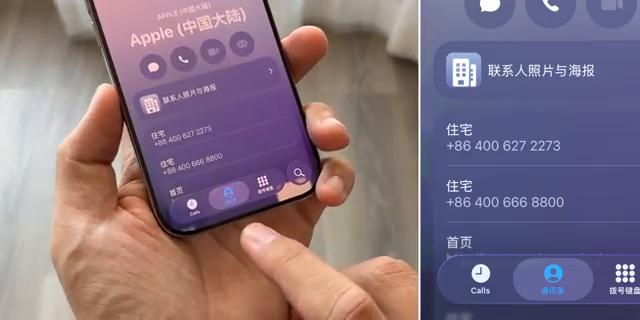 APPLE (中国大陆)
Apple (中国大陆)
联系人照片与海报
住宅
+86 400 627 2273
住宅
+86 400 666 8800
首页
Calls
通讯录
拨号键盘
联系人照片与海报
住宅
+86 400 627 2273
住宅
+86 400 666 8800
首页
Calls
通讯录
拨号键盘